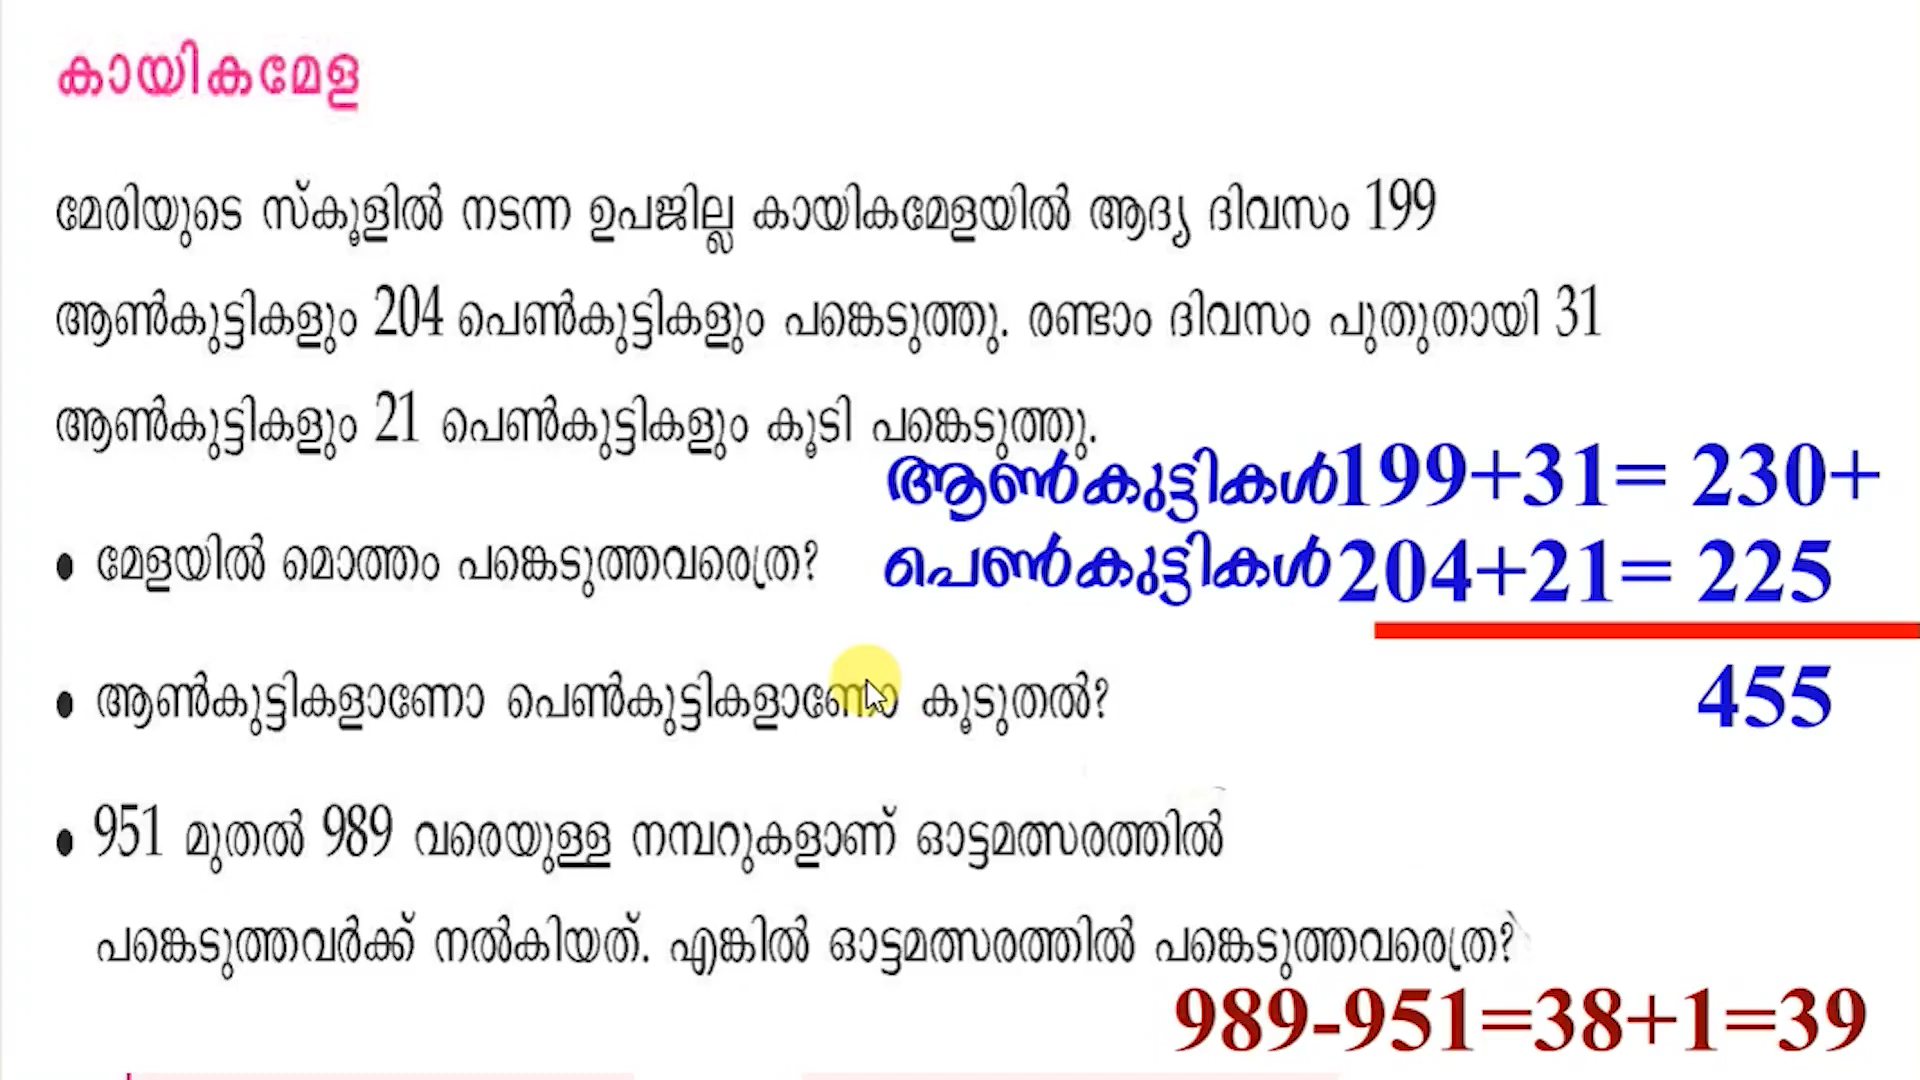 കായികമേള
മേരിയുടെ സ്കൂളിൽ നടന്ന ഉപജില്ല കായികമേളയിൽ ആദ്യ ദിവസം 199
ആൺകുട്ടികളും 204 പെൺകുട്ടികളും പങ്കെടുത്തു. രണ്ടാം ദിവസം പുതുതായി 31
ആൺകുട്ടികളും 21 പെൺകുട്ടികളും കൂടി പങ്കെടുത്തു.
ആൺകുട്ടികൾ199+31= 230+
• മേളയിൽ മൊത്തം പങ്കെടുത്തവരെത്ര?
പെൺകുട്ടികൾ204+21= 225
455
• ആൺകുട്ടികളാണോ പെൺകുട്ടികളാണോ കൂടുതൽ?
• 951 മുതൽ 989 വരെയുള്ള നമ്പറുകളാണ് ഓട്ടമത്സരത്തിൽ
പങ്കെടുത്തവർക്ക് നൽകിയത്. എങ്കിൽ ഓട്ടമത്സരത്തിൽ പങ്കെടുത്തവരെത്ര?
989-951=38+1=39